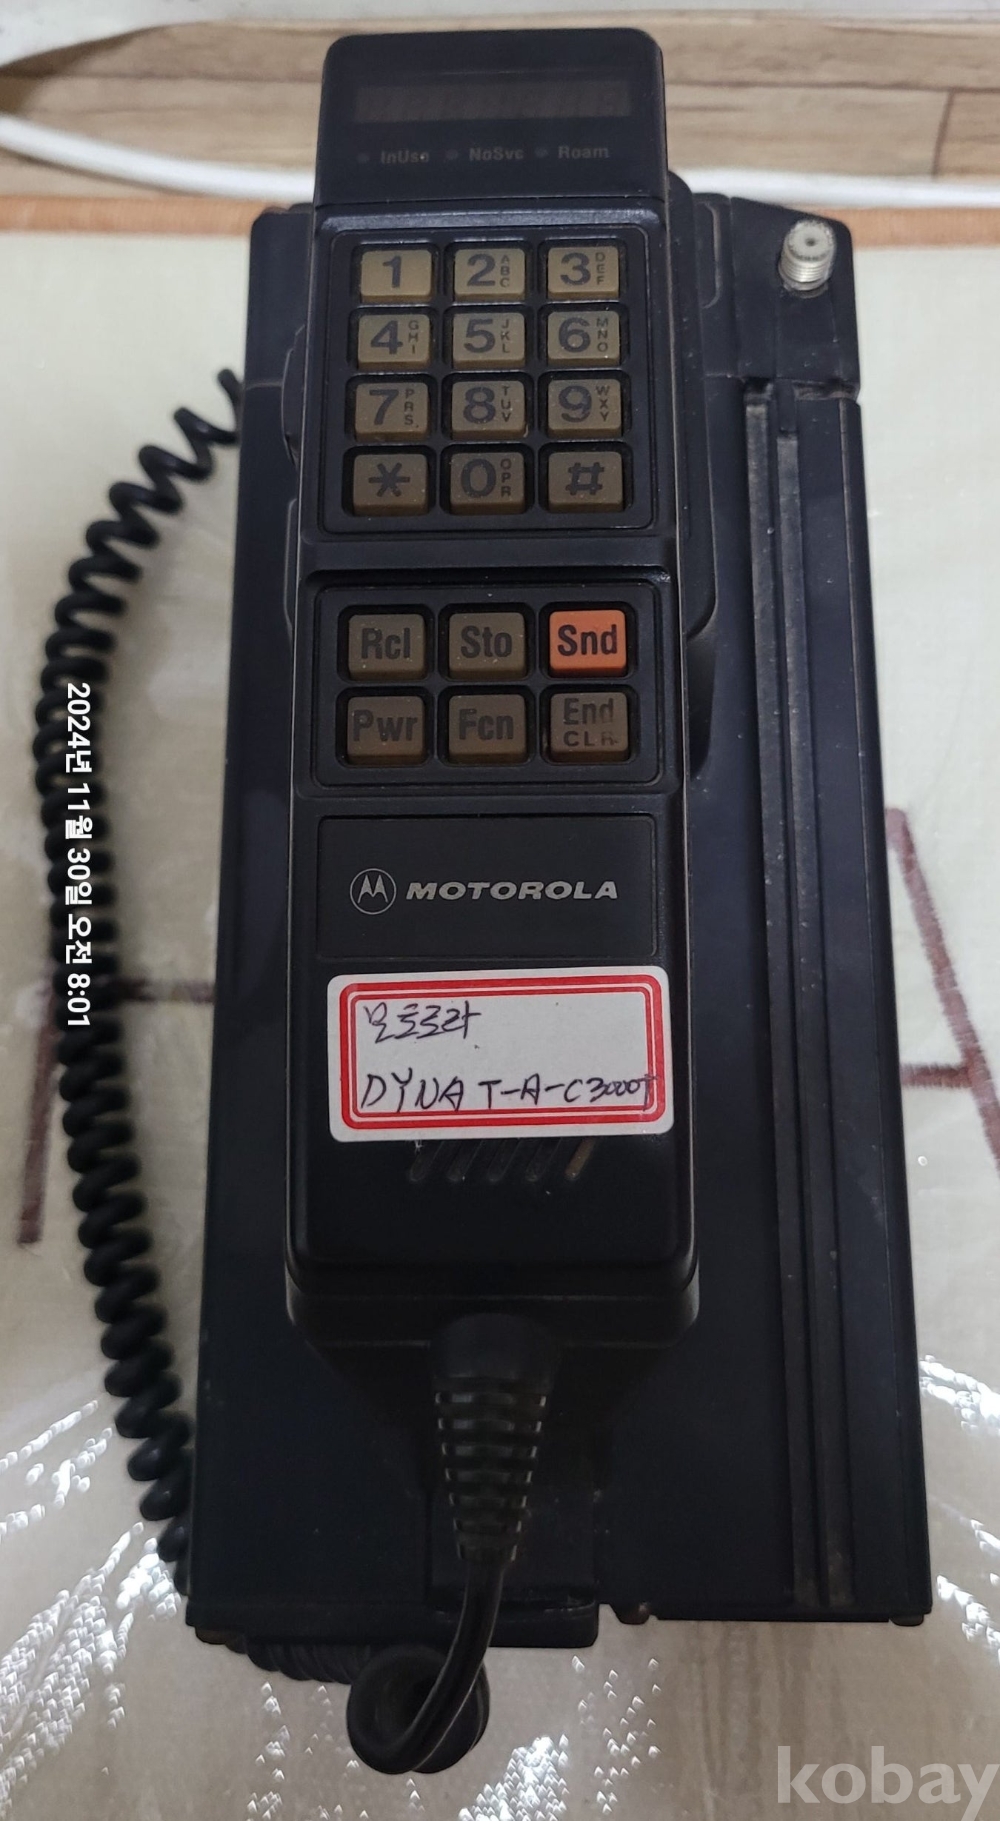 InUse NoSvc Roam
1 2 ABC 3 DEF
4 GHI 5 JKL 6 MNO
7 PRS 8 TUV 9 WXY
* 0 OPR #
Rcl Sto Snd
Pwr Fcn End
CLR
MOTOROLA
모토로라
DYNA T-A-C3000T
2024년 11월 30일 오전 8:01
kobay